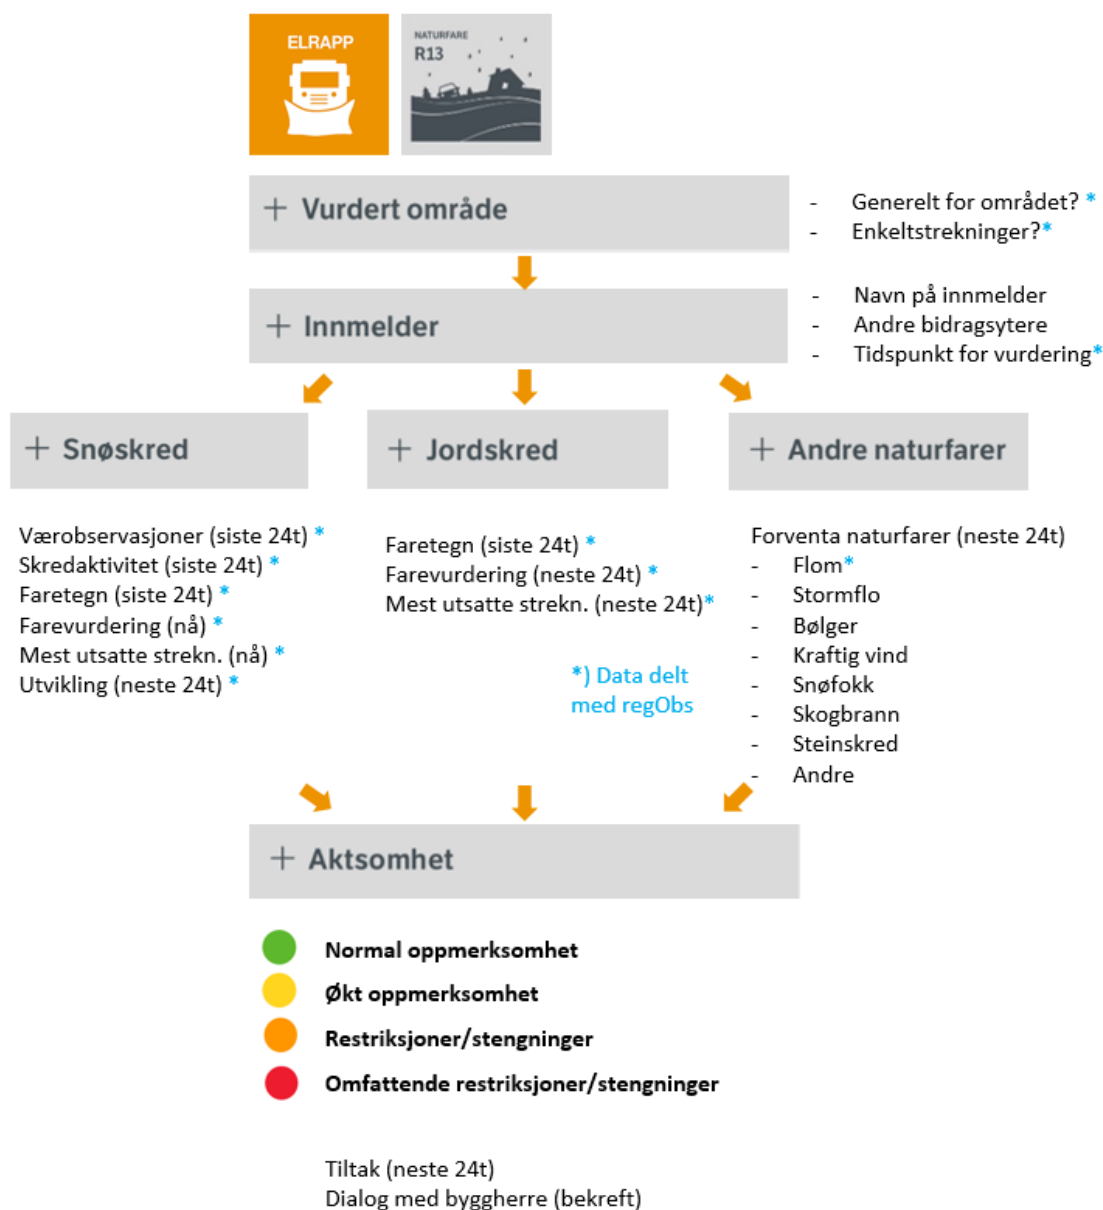 ELRAPP
NATURFARE
R13
+ Vurdert område
- Generelt for området? *
- Enkeltstrekninger?*
+ Innmelder
- Navn på innmelder
- Andre bidragsytere
- Tidspunkt for vurdering*
+ Snøskred
Værobservasjoner (siste 24t) *
Skredaktivitet (siste 24t) *
Faretegn (siste 24t) *
Farevurdering (nå) *
Mest utsatte strekn. (nå) *
Utvikling (neste 24t) *
+ Jordskred
Faretegn (siste 24t) *
Farevurdering (neste 24t) *
Mest utsatte strekn. (neste 24t)*
*) Data delt
med regObs
+ Andre naturfarer
Forventa naturfarer (neste 24t)
- Flom*
- Stormflo
- Bølger
- Kraftig vind
- Snøfokk
- Skogbrann
- Steinskred
- Andre
+ Aktsomhet
Normal oppmerksomhet
Økt oppmerksomhet
Restriksjoner/stengninger
Omfattende restriksjoner/stengninger
Tiltak (neste 24t)
Dialog med byggherre (bekreft)